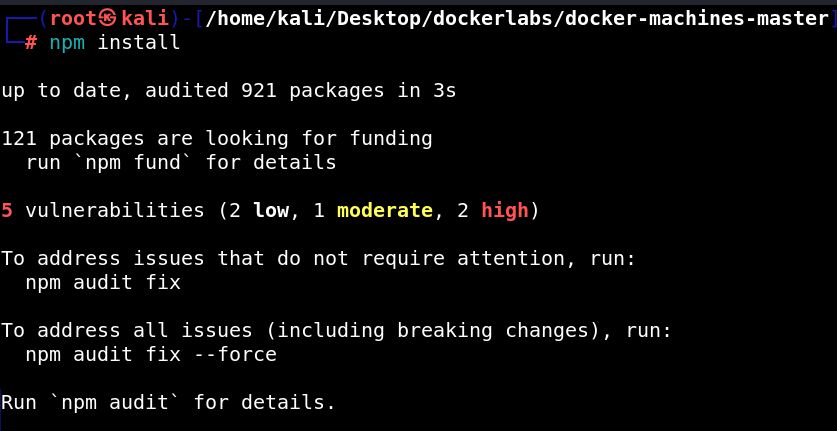 (root㉿kali)-[/home/kali/Desktop/dockerlabs/docker-machines-master]
# npm install
up to date, audited 921 packages in 3s
121 packages are looking for funding
run `npm fund` for details
5 vulnerabilities (2 low, 1 moderate, 2 high)
To address issues that do not require attention, run:
npm audit fix
To address all issues (including breaking changes), run:
npm audit fix --force
Run `npm audit` for details.